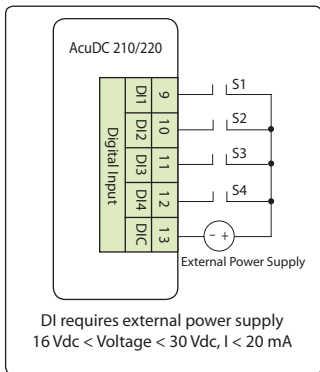 AcuDC 210/220
Digital Input
DI1 9 S1
DI2 10 S2
DI3 11 S3
DI4 12 S4
DIC 13 - +
External Power Supply
DI requires external power supply
16 Vdc < Voltage < 30 Vdc, I < 20 mA